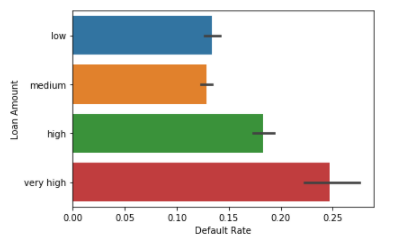 low
medium
high
very high
Loan Amount
0.00 0.05 0.10 0.15 0.20 0.25
Default Rate